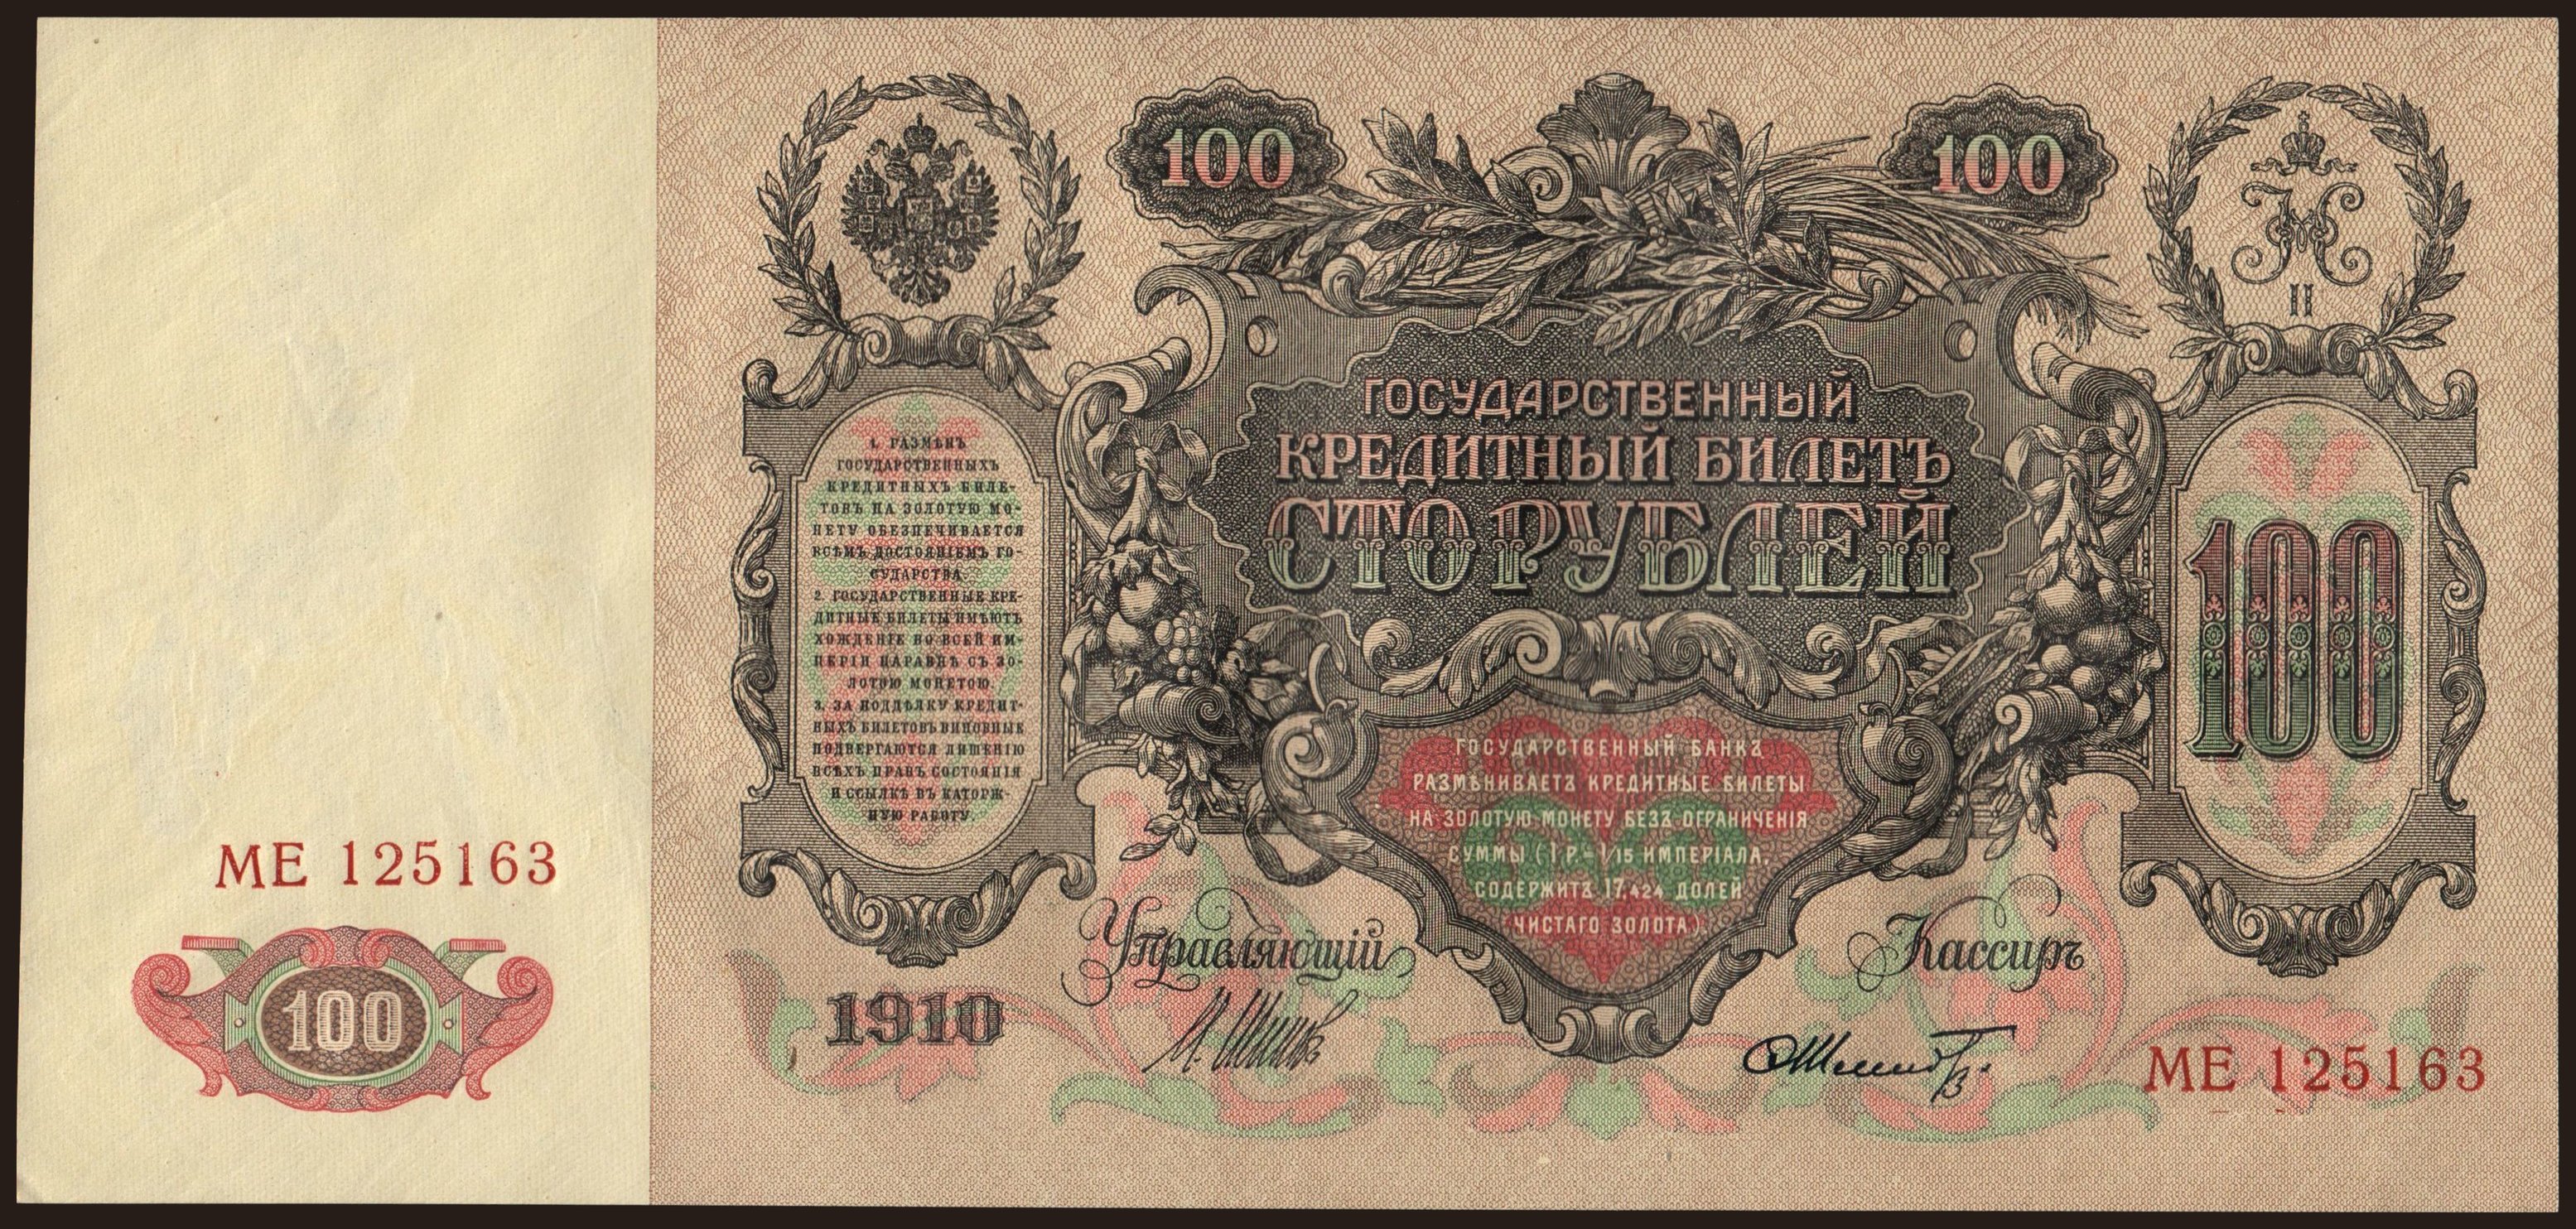 100
100
II
ГОСУДАРСТВЕННЫЙ
КРЕДИТНЫЙ БИЛЕТЪ
СТО РУБЛЕЙ
1. РАЗМѢНЪ
ГОСУДАРСТВЕННЫХЪ
КРЕДИТНЫХЪ БИЛЕ-
ТОВЪ НА ЗОЛОТУЮ МО-
НЕТУ ОБЕЗПЕЧИВАЕТСЯ
ВСѢМЪ ДОСТОЯНІЕМЪ ГО-
СУДАРСТВА.
2. ГОСУДАРСТВЕННЫЕ КРЕ-
ДИТНЫЕ БИЛЕТЫ ИМѢЮТЪ
ХОЖДЕНІЕ ВО ВСЕЙ ИМ-
ПЕРІИ НАРАВНѢ СЪ ЗО-
ЛОТОЮ МОНЕТОЮ.
3. ЗА ПОДДѢЛКУ КРЕДИТ-
НЫХЪ БИЛЕТОВЪ ВИНОВНЫЕ
ПОДВЕРГАЮТСЯ ЛИШЕНІЮ
ВСѢХЪ ПРАВЪ СОСТОЯНІЯ
И ССЫЛКѢ ВЪ КАТОРЖ-
НУЮ РАБОТУ.
100
ГОСУДАРСТВЕННЫЙ БАНКЪ
РАЗМѢНИВАЕТЪ КРЕДИТНЫЕ БИЛЕТЫ
НА ЗОЛОТУЮ МОНЕТУ БЕЗЪ ОГРАНИЧЕНІЯ
СУММЫ (1 Р.= 1/15 ИМПЕРІАЛА,
СОДЕРЖИТЪ 17,424 ДОЛЕЙ
ЧИСТАГО ЗОЛОТА.)
МЕ 125163
100
Управляющій
Кассиръ
1910
МЕ 125163